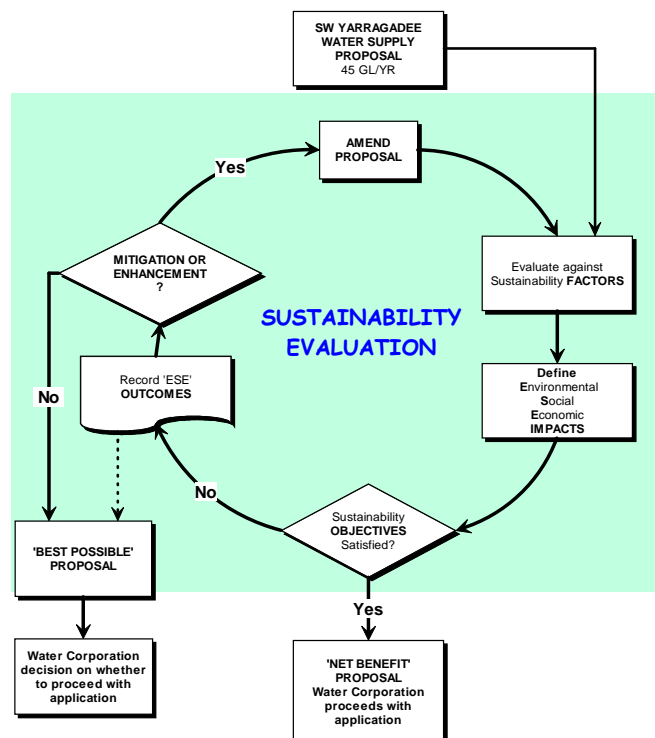 SW YARRAGADEE
WATER SUPPLY
PROPOSAL
45 GL/YR
AMEND
PROPOSAL
Yes
MITIGATION OR
ENHANCEMENT
?
Evaluate against
Sustainability FACTORS
SUSTAINABILITY
EVALUATION
Record 'ESE'
OUTCOMES
Define
Environmental
Social
Economic
IMPACTS
No
No
Sustainability
OBJECTIVES
Satisfied?
'BEST POSSIBLE'
PROPOSAL
Yes
Water Corporation
decision on whether
to proceed with
application
'NET BENEFIT'
PROPOSAL
Water Corporation
proceeds with
application